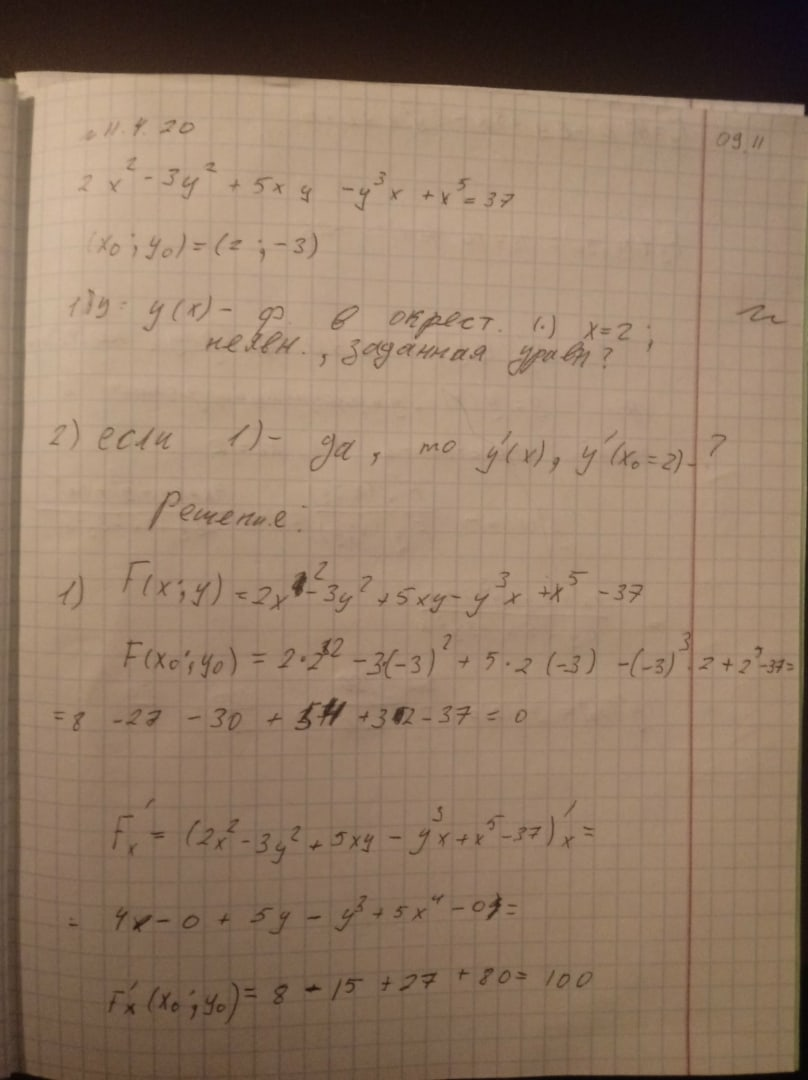 н 11.4.20 09.11
2x² - 3y² + 5xy - y³x + x⁵ = 37
(x₀; y₀) = (2; -3)
y(x) - ф. в окрест. (.) x=2;
неявн., заданная уравн?
2) если 1) - да, то y'(x), y'(x₀=2) - ?
Решение:
1) F(x; y) = 2x² - 3y² + 5xy - y³x + x⁵ - 37
F(x₀; y₀) = 2·2² - 3(-3)² + 5·2(-3) - (-3)³·2 + 2⁵ - 37 =
= 8 - 27 - 30 + 54 + 32 - 37 = 0
F'ₓ = (2x² - 3y² + 5xy - y³x + x⁵ - 37)'ₓ =
= 4x - 0 + 5y - y³ + 5x⁴ - 0 =
F'ₓ(x₀; y₀) = 8 - 15 + 27 + 80 = 100